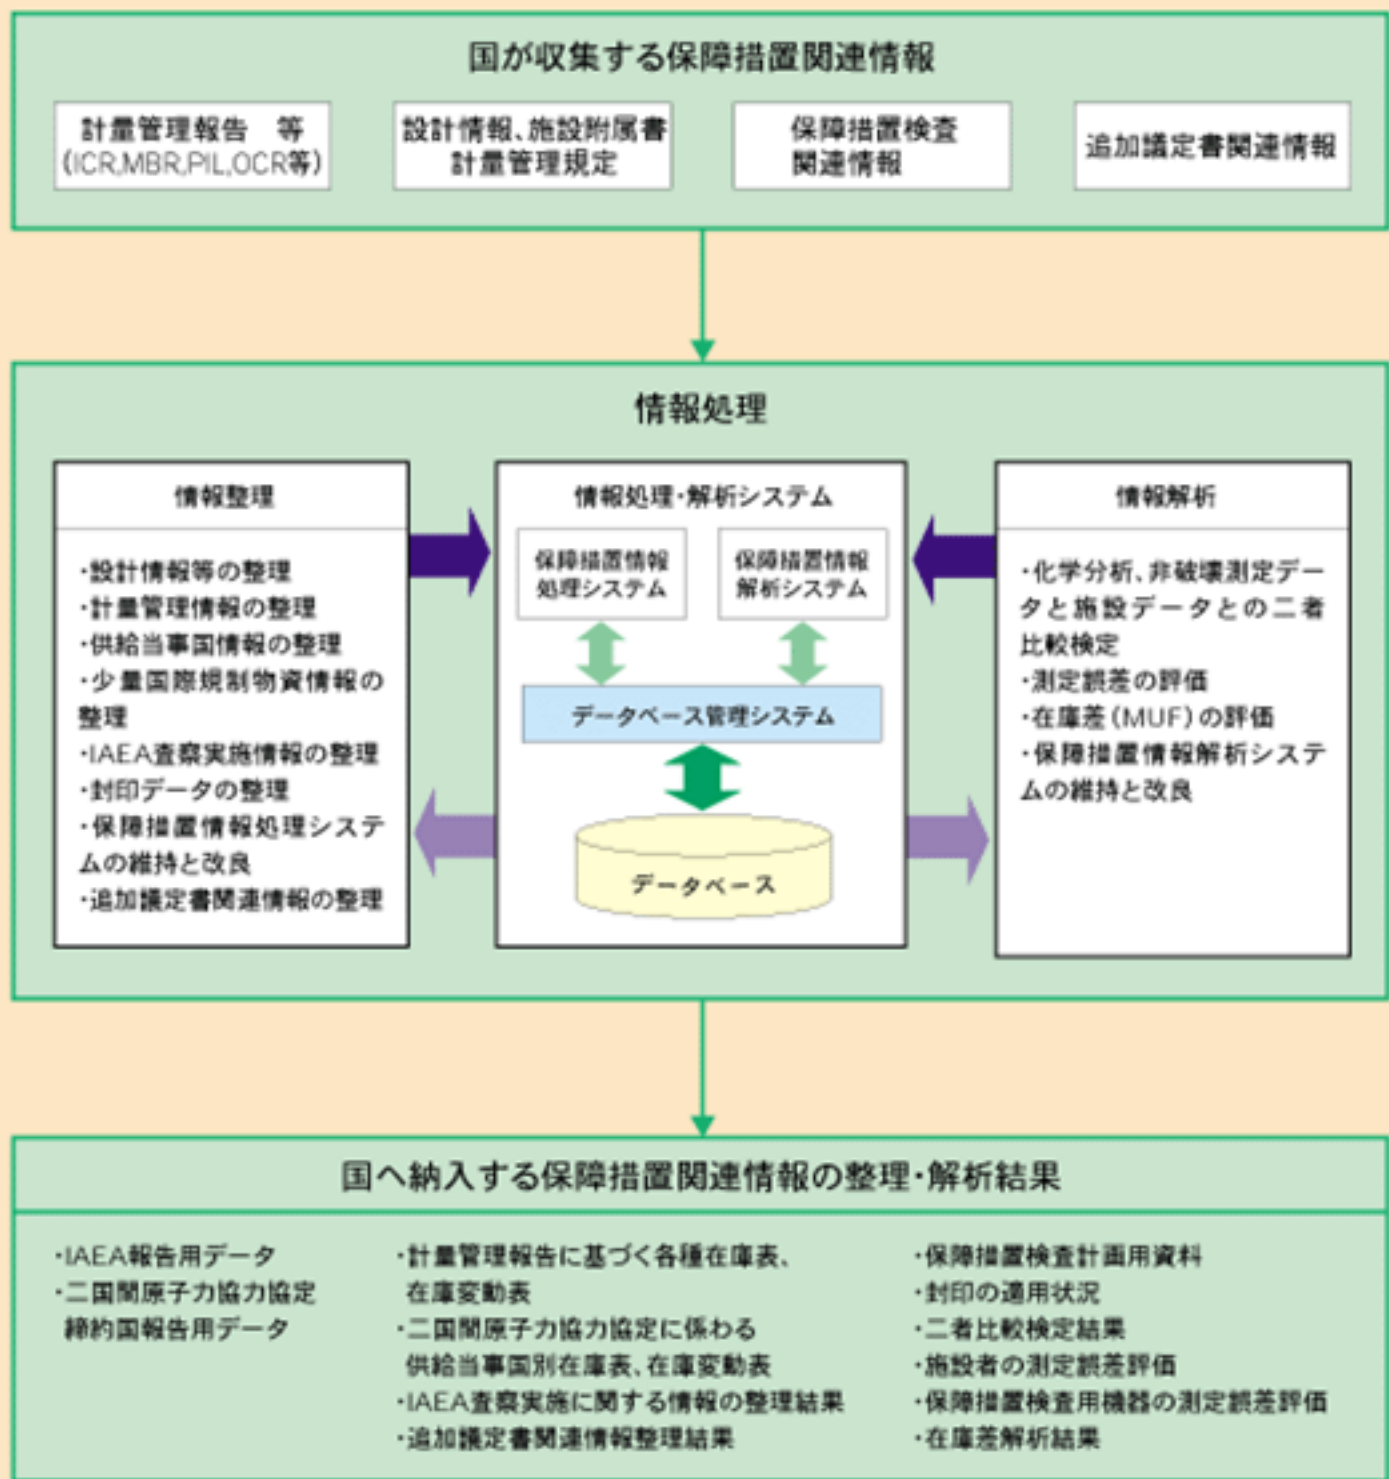 国が収集する保障措置関連情報
計量管理報告　等
(ICR,MBR,PIL,OCR等)
設計情報、施設附属書
計量管理規定
保障措置検査
関連情報
追加議定書関連情報
情報処理
情報整理
・設計情報等の整理
・計量管理情報の整理
・供給当事国情報の整理
・少量国際規制物資情報の
整理
・IAEA査察実施情報の整理
・封印データの整理
・保障措置情報処理システ
ムの維持と改良
・追加議定書関連情報の整理
情報処理・解析システム
保障措置情報
処理システム
保障措置情報
解析システム
データベース管理システム
データベース
情報解析
・化学分析、非破壊測定デー
タと施設データとの二者
比較検定
・測定誤差の評価
・在庫差(MUF)の評価
・保障措置情報解析システ
ムの維持と改良
国へ納入する保障措置関連情報の整理・解析結果
・IAEA報告用データ
・二国間原子力協力協定
締約国報告用データ
・計量管理報告に基づく各種在庫表、
在庫変動表
・二国間原子力協力協定に係わる
供給当事国別在庫表、在庫変動表
・IAEA査察実施に関する情報の整理結果
・追加議定書関連情報整理結果
・保障措置検査計画用資料
・封印の適用状況
・二者比較検定結果
・施設者の測定誤差評価
・保障措置検査用機器の測定誤差評価
・在庫差解析結果